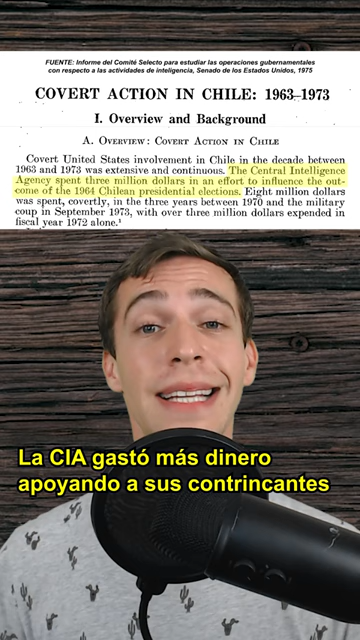 FUENTE: Informe del Comité Selecto para estudiar las operaciones gubernamentales
con respecto a las actividades de inteligencia, Senado de los Estados Unidos, 1975
COVERT ACTION IN CHILE: 1963–1973
I. Overview and Background
A. Overview: Covert Action in Chile
Covert United States involvement in Chile in the decade between
1963 and 1973 was extensive and continuous. The Central Intelligence
Agency spent three million dollars in an effort to influence the out-
come of the 1964 Chilean presidential elections. Eight million dollars
was spent, covertly, in the three years between 1970 and the military
coup in September 1973, with over three million dollars expended in
fiscal year 1972 alone.¹
La CIA gastó más dinero
apoyando a sus contrincantes